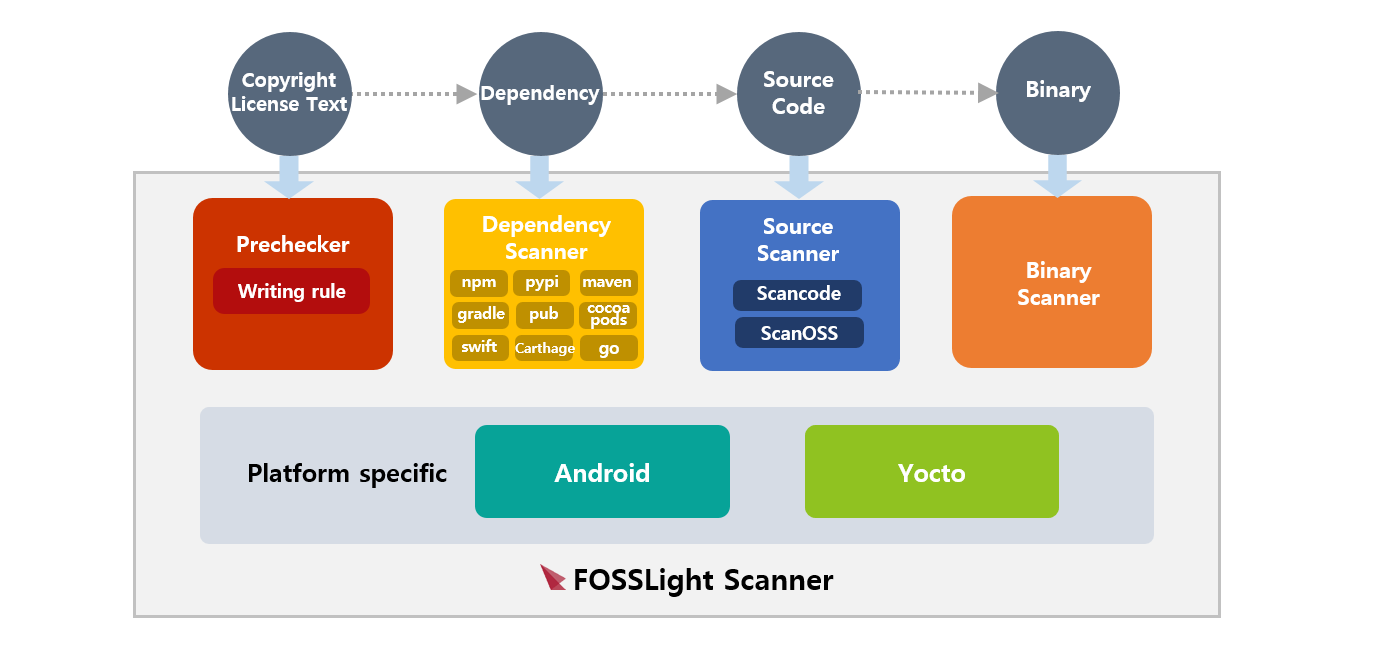 Copyright
License Text
Dependency
Source
Code
Binary
Prechecker
Writing rule
Dependency
Scanner
npm
pypi
maven
gradle
pub
cocoa
pods
swift
Carthage
go
Source
Scanner
Scancode
ScanOSS
Binary
Scanner
Platform specific
Android
Yocto
FOSSLight Scanner